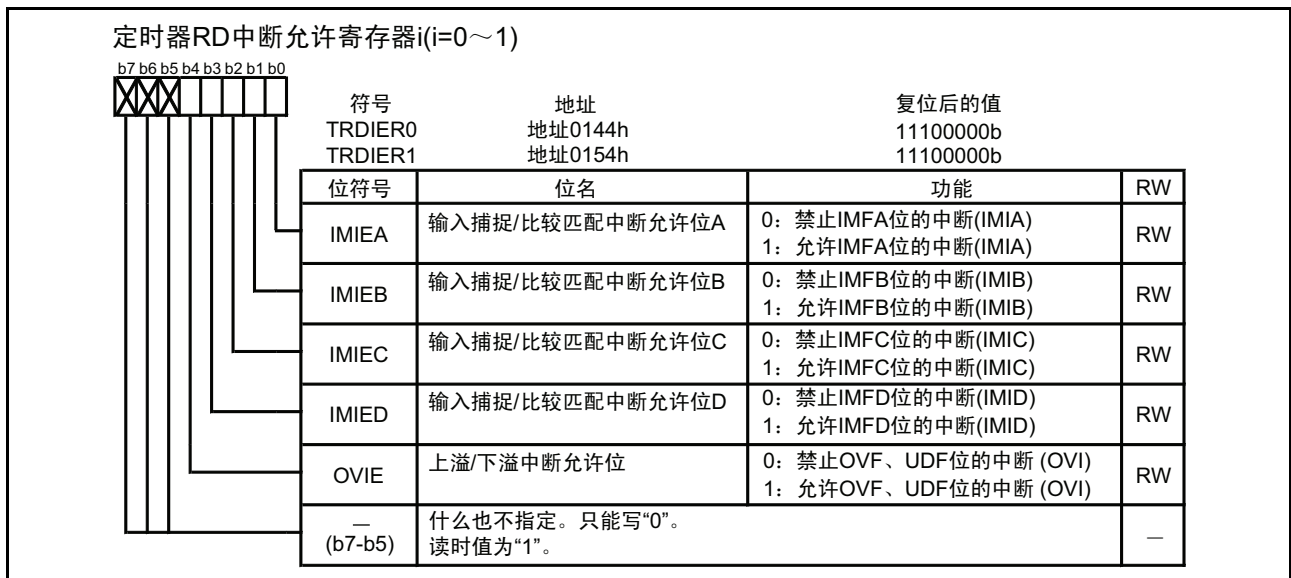 定时器RD中断允许寄存器i(i=0～1)
b7 b6 b5 b4 b3 b2 b1 b0
符号 地址 复位后的值
TRDIER0 地址0144h 11100000b
TRDIER1 地址0154h 11100000b
位符号 位名 功能 RW
IMIEA 输入捕捉/比较匹配中断允许位A 0：禁止IMFA位的中断(IMIA) RW
1：允许IMFA位的中断(IMIA)
IMIEB 输入捕捉/比较匹配中断允许位B 0：禁止IMFB位的中断(IMIB) RW
1：允许IMFB位的中断(IMIB)
IMIEC 输入捕捉/比较匹配中断允许位C 0：禁止IMFC位的中断(IMIC) RW
1：允许IMFC位的中断(IMIC)
IMIED 输入捕捉/比较匹配中断允许位D 0：禁止IMFD位的中断(IMID) RW
1：允许IMFD位的中断(IMID)
OVIE 上溢/下溢中断允许位 0：禁止OVF、UDF位的中断 (OVI) RW
1：允许OVF、UDF位的中断 (OVI)
— 什么也不指定。只能写“0”。 —
(b7-b5) 读时值为“1”。